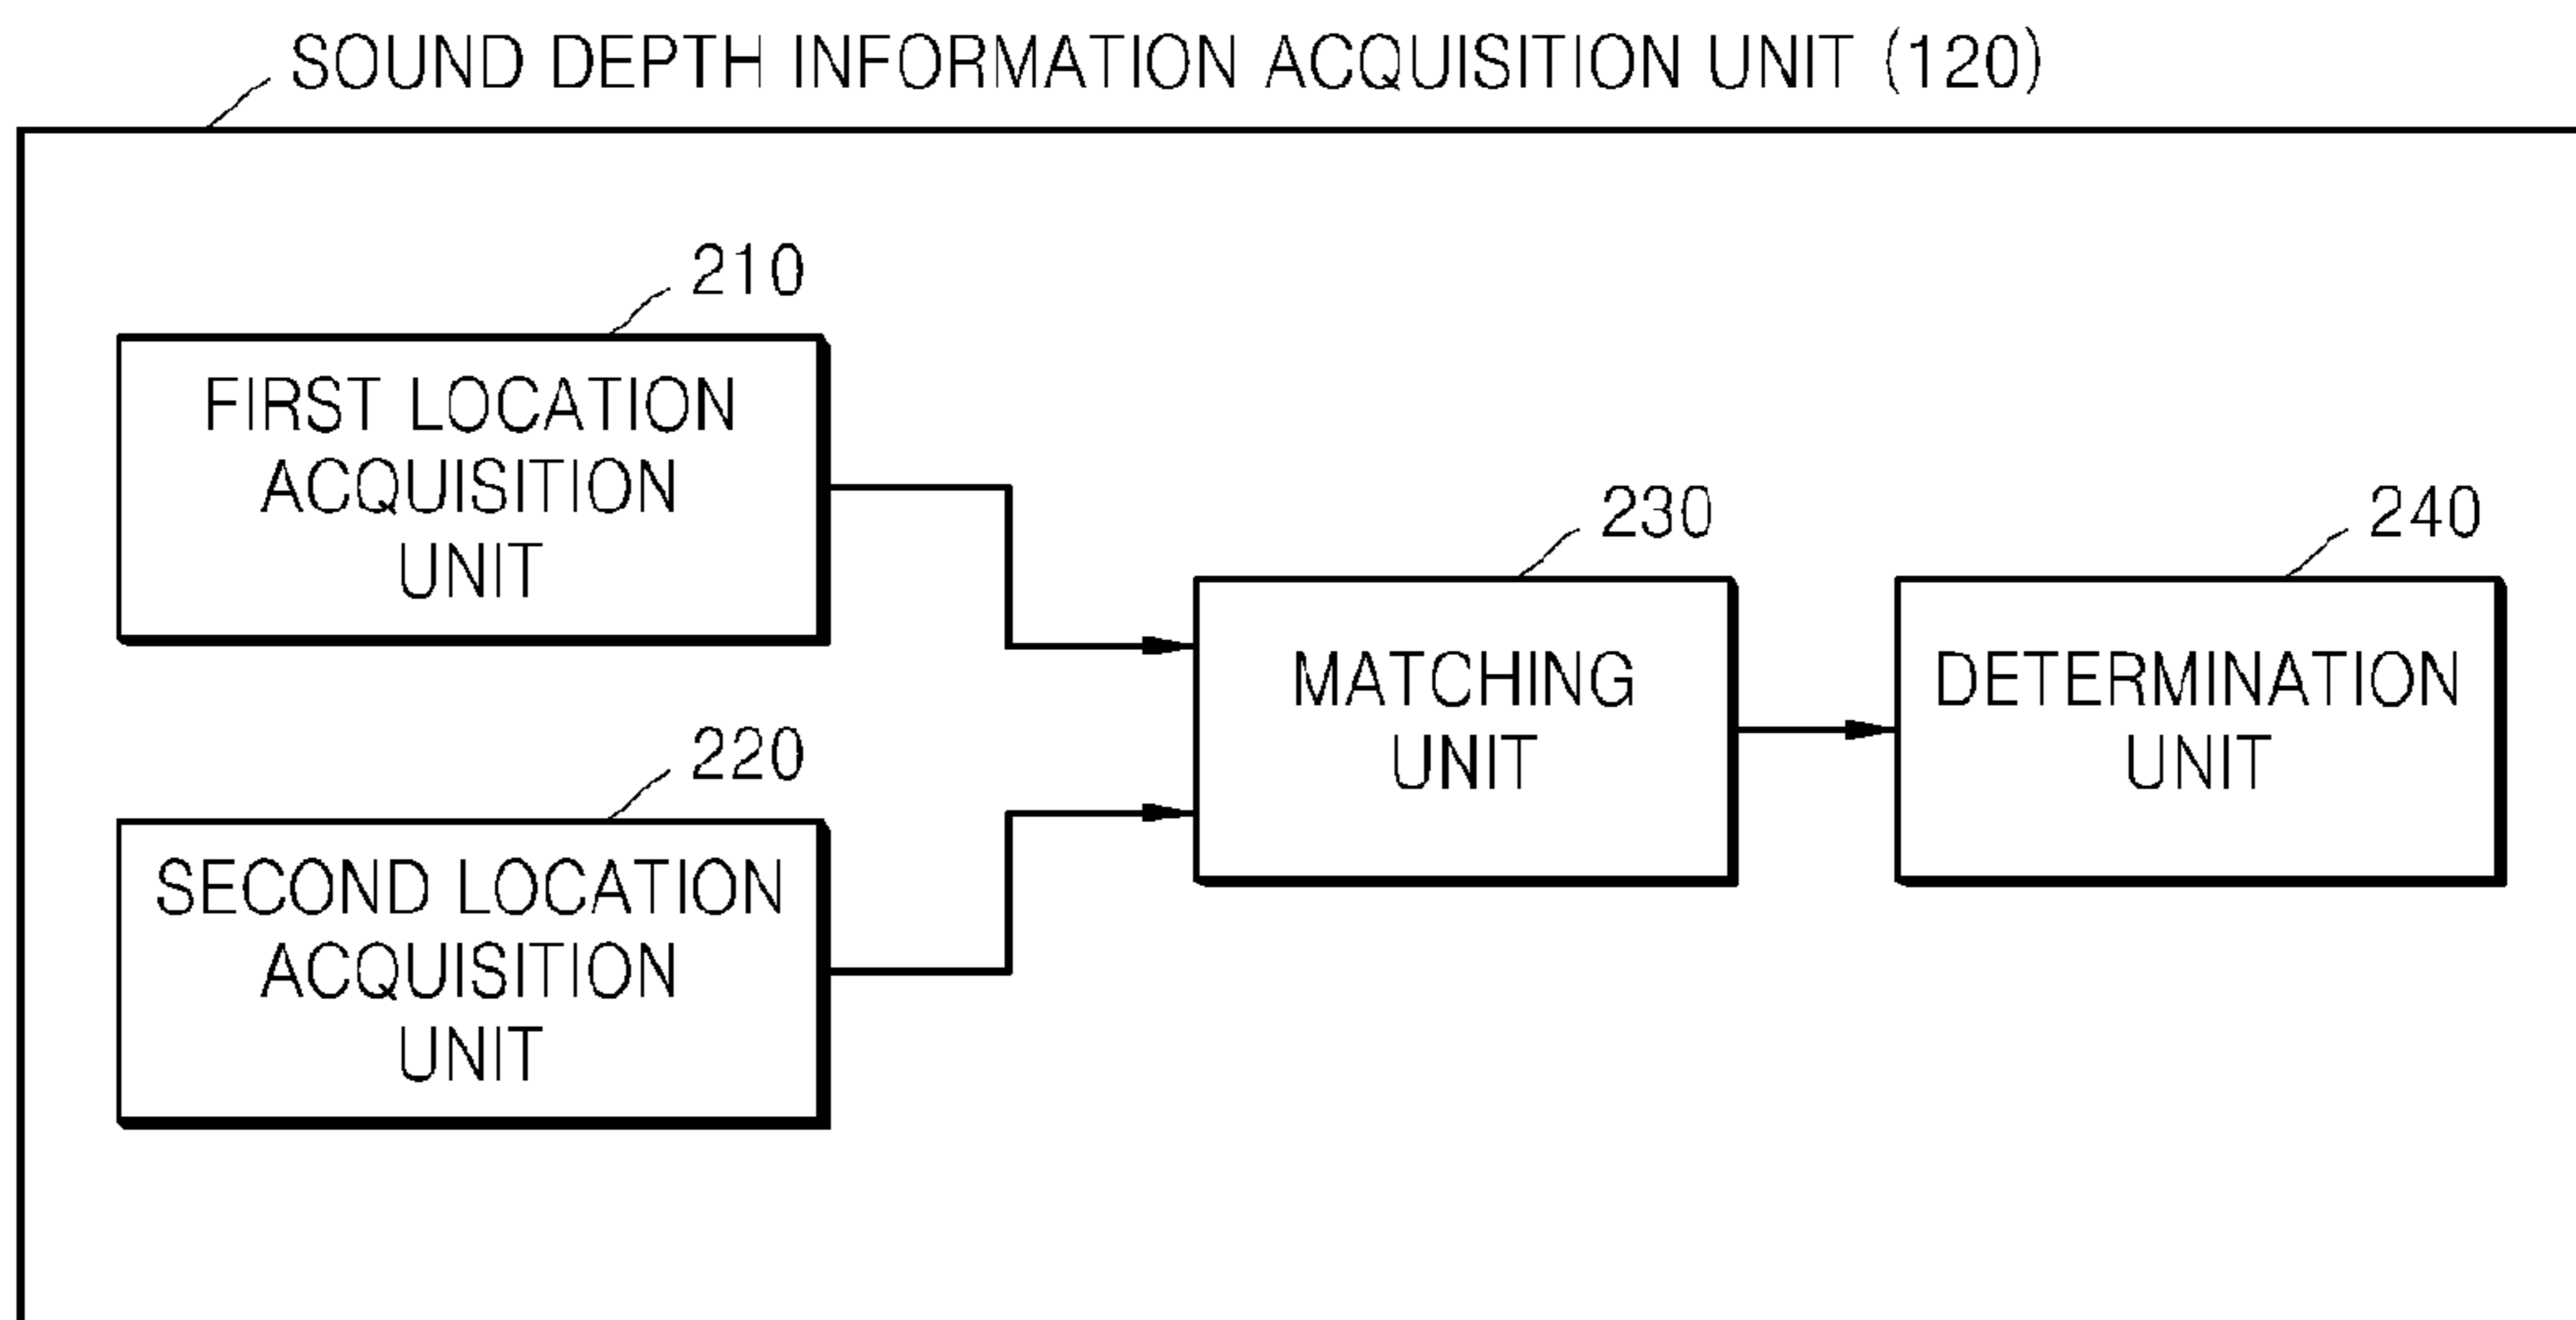 SOUND DEPTH INFORMATION ACQUISITION UNIT (120)
210
FIRST LOCATION
ACQUISITION
UNIT
220
SECOND LOCATION
ACQUISITION
UNIT
230
MATCHING
UNIT
240
DETERMINATION
UNIT